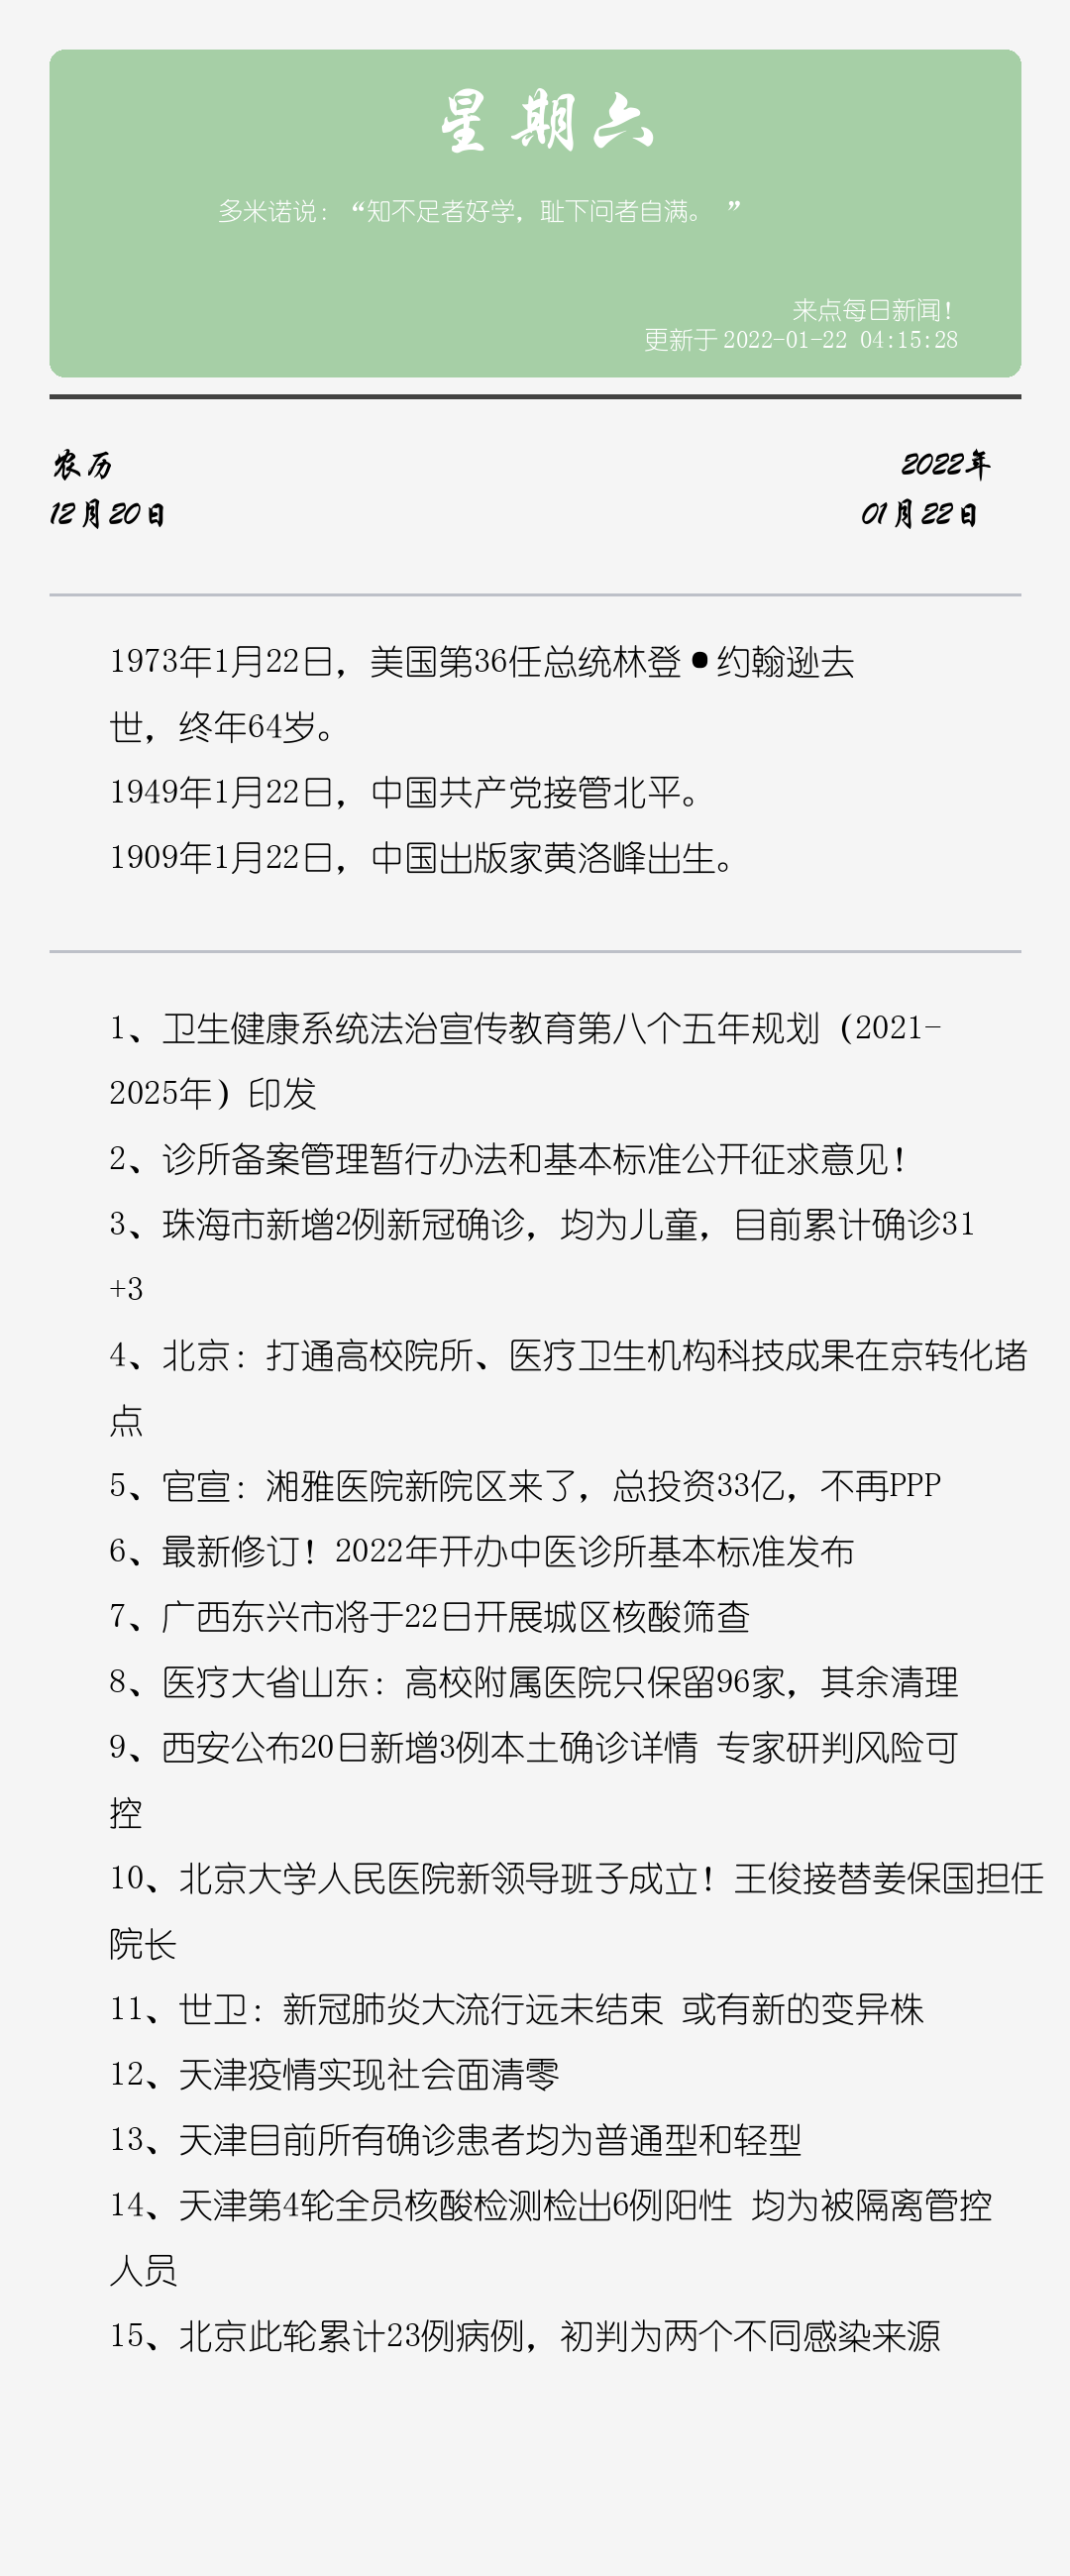 星期六
多米诺说：“知不足者好学，耻下问者自满。 ”
来点每日新闻！
更新于 2022-01-22 04:15:28
农历
2022年
12月20日
01月22日
1973年1月22日，美国第36任总统林登•约翰逊去
世，终年64岁。
1949年1月22日，中国共产党接管北平。
1909年1月22日，中国出版家黄洛峰出生。
1、卫生健康系统法治宣传教育第八个五年规划（2021-
2025年）印发
2、诊所备案管理暂行办法和基本标准公开征求意见！
3、珠海市新增2例新冠确诊，均为儿童，目前累计确诊31
+3
4、北京：打通高校院所、医疗卫生机构科技成果在京转化堵
点
5、官宣：湘雅医院新院区来了，总投资33亿，不再PPP
6、最新修订！2022年开办中医诊所基本标准发布
7、广西东兴市将于22日开展城区核酸筛查
8、医疗大省山东：高校附属医院只保留96家，其余清理
9、西安公布20日新增3例本土确诊详情 专家研判风险可
控
10、北京大学人民医院新领导班子成立！王俊接替姜保国担任
院长
11、世卫：新冠肺炎大流行远未结束 或有新的变异株
12、天津疫情实现社会面清零
13、天津目前所有确诊患者均为普通型和轻型
14、天津第4轮全员核酸检测检出6例阳性 均为被隔离管控
人员
15、北京此轮累计23例病例，初判为两个不同感染来源